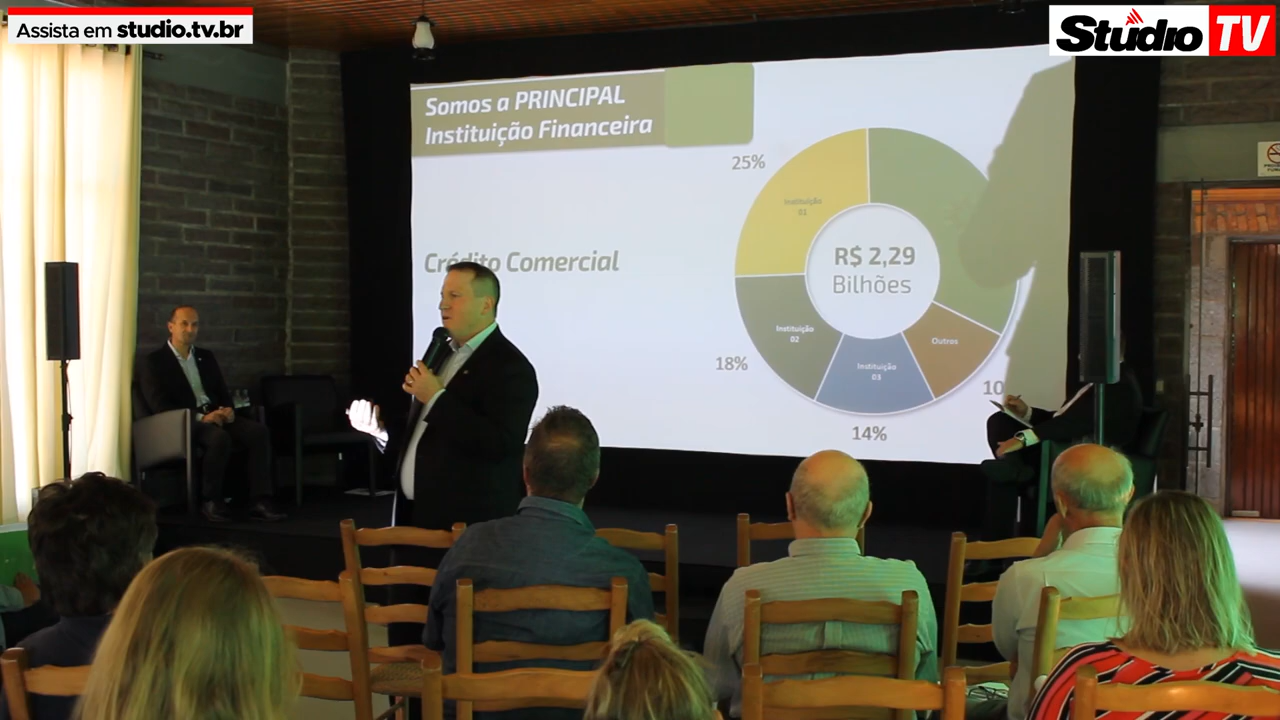 Assista em studio.tv.br
Studio TV
Somos a PRINCIPAL
Instituição Financeira
25%
Instituição
01
R$ 2,29
Bilhões
Crédito Comercial
Instituição
02
Outros
Instituição
03
18%
10
14%